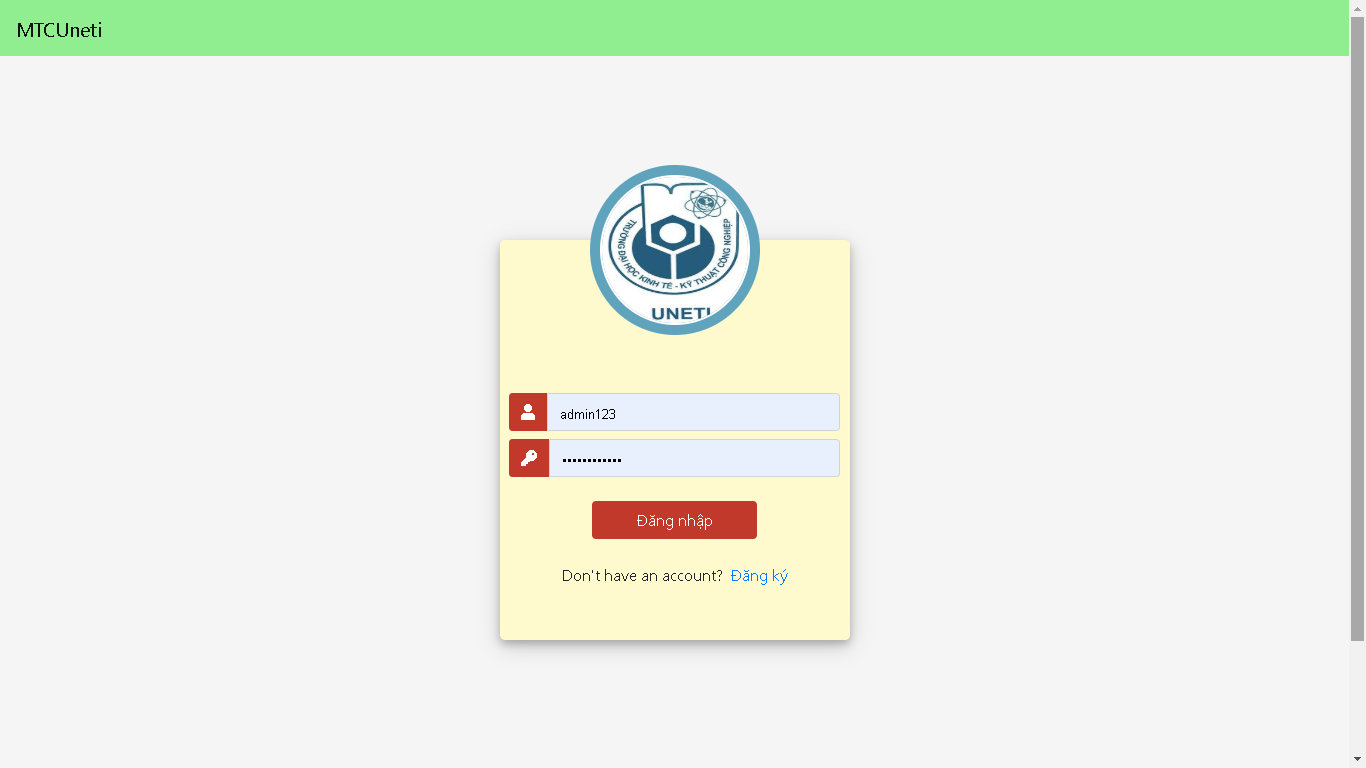 MTCUneti
TRƯỜNG ĐẠI HỌC KINH TẾ - KỸ THUẬT CÔNG NGHIỆP
UNETI
admin123
••••••••••••
Đăng nhập
Don't have an account? Đăng ký